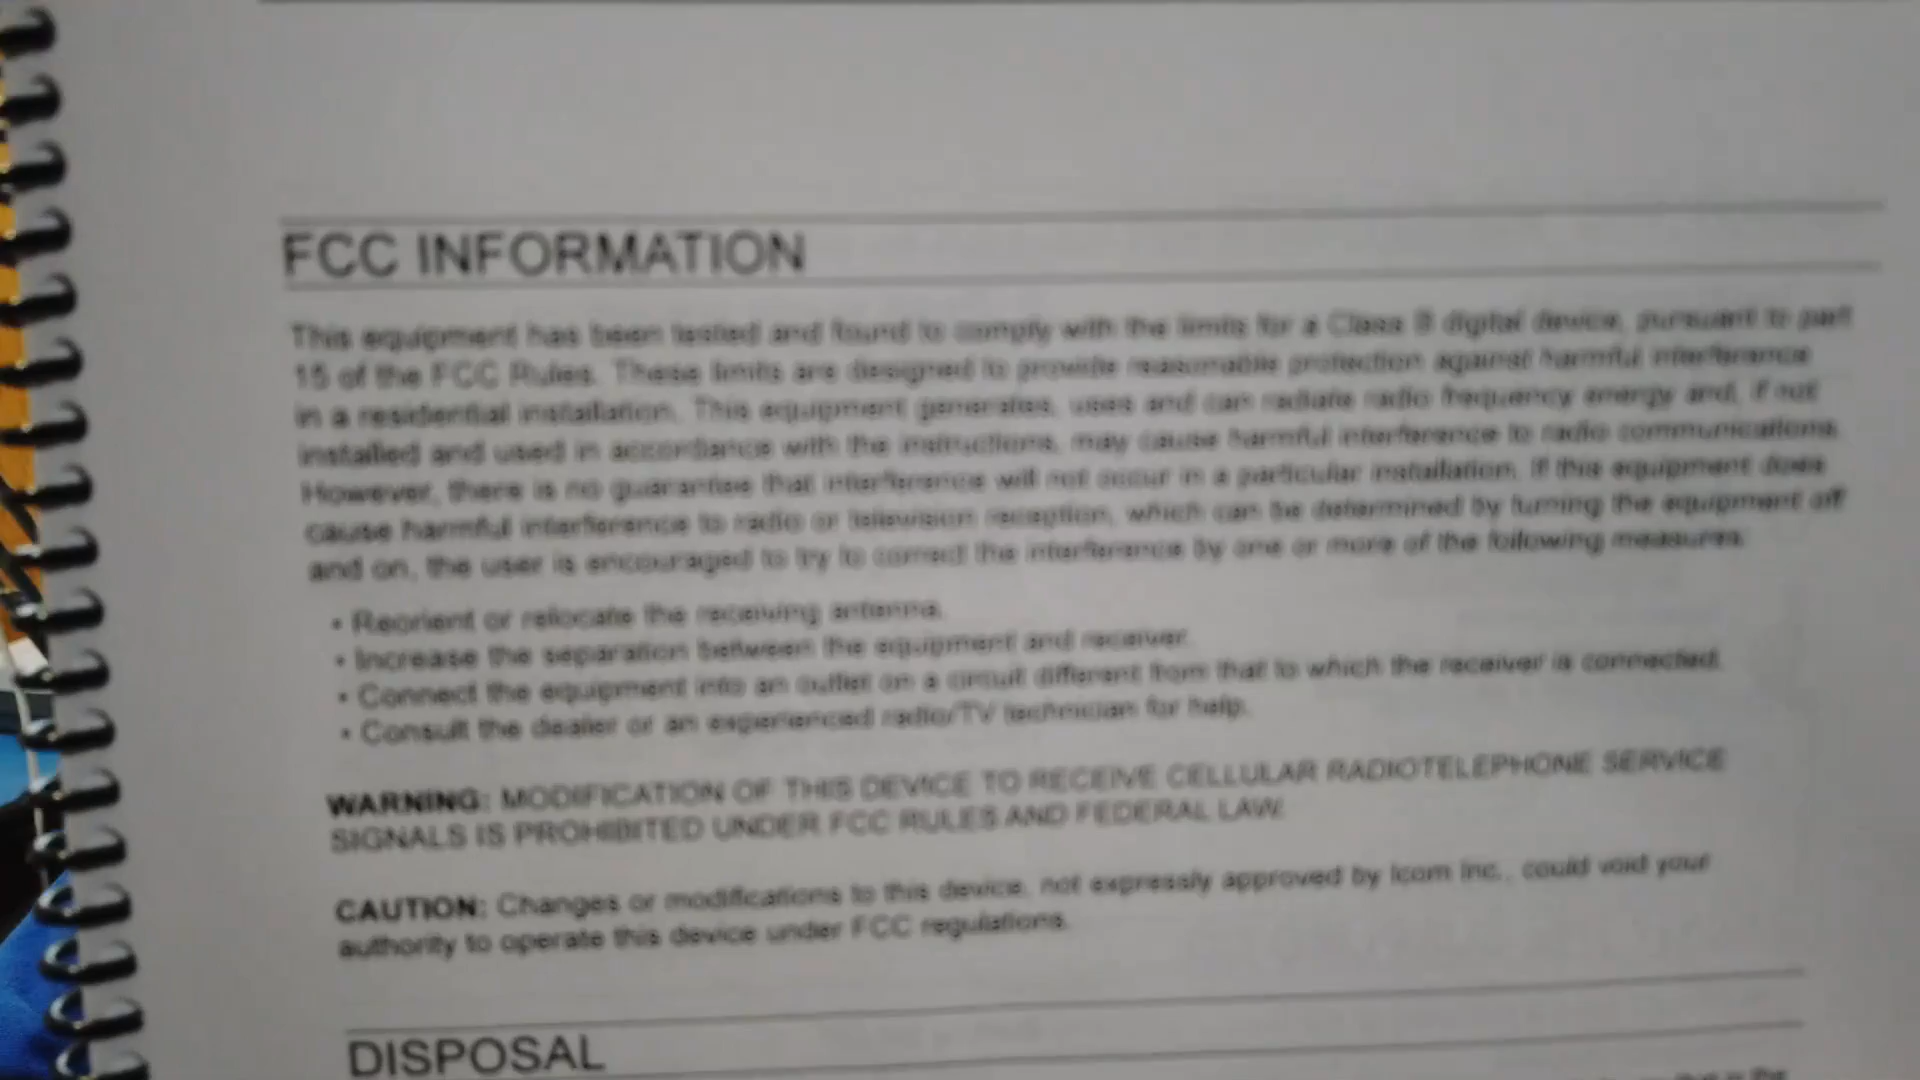 FCC INFORMATION
This equipment has been tested and found to comply with the limits for a Class B digital device, pursuant to part
15 of the FCC Rules. These limits are designed to provide reasonable protection against harmful interference
in a residential installation. This equipment generates, uses and can radiate radio frequency energy and, if not
installed and used in accordance with the instructions, may cause harmful interference to radio communications.
However, there is no guarantee that interference will not occur in a particular installation. If this equipment does
cause harmful interference to radio or television reception, which can be determined by turning the equipment off
and on, the user is encouraged to try to correct the interference by one or more of the following measures:
• Reorient or relocate the receiving antenna.
• Increase the separation between the equipment and receiver.
• Connect the equipment into an outlet on a circuit different from that to which the receiver is connected.
• Consult the dealer or an experienced radio/TV technician for help.
WARNING: MODIFICATION OF THIS DEVICE TO RECEIVE CELLULAR RADIOTELEPHONE SERVICE
SIGNALS IS PROHIBITED UNDER FCC RULES AND FEDERAL LAW.
CAUTION: Changes or modifications to this device, not expressly approved by Icom Inc., could void your
authority to operate this device under FCC regulations.
DISPOSAL